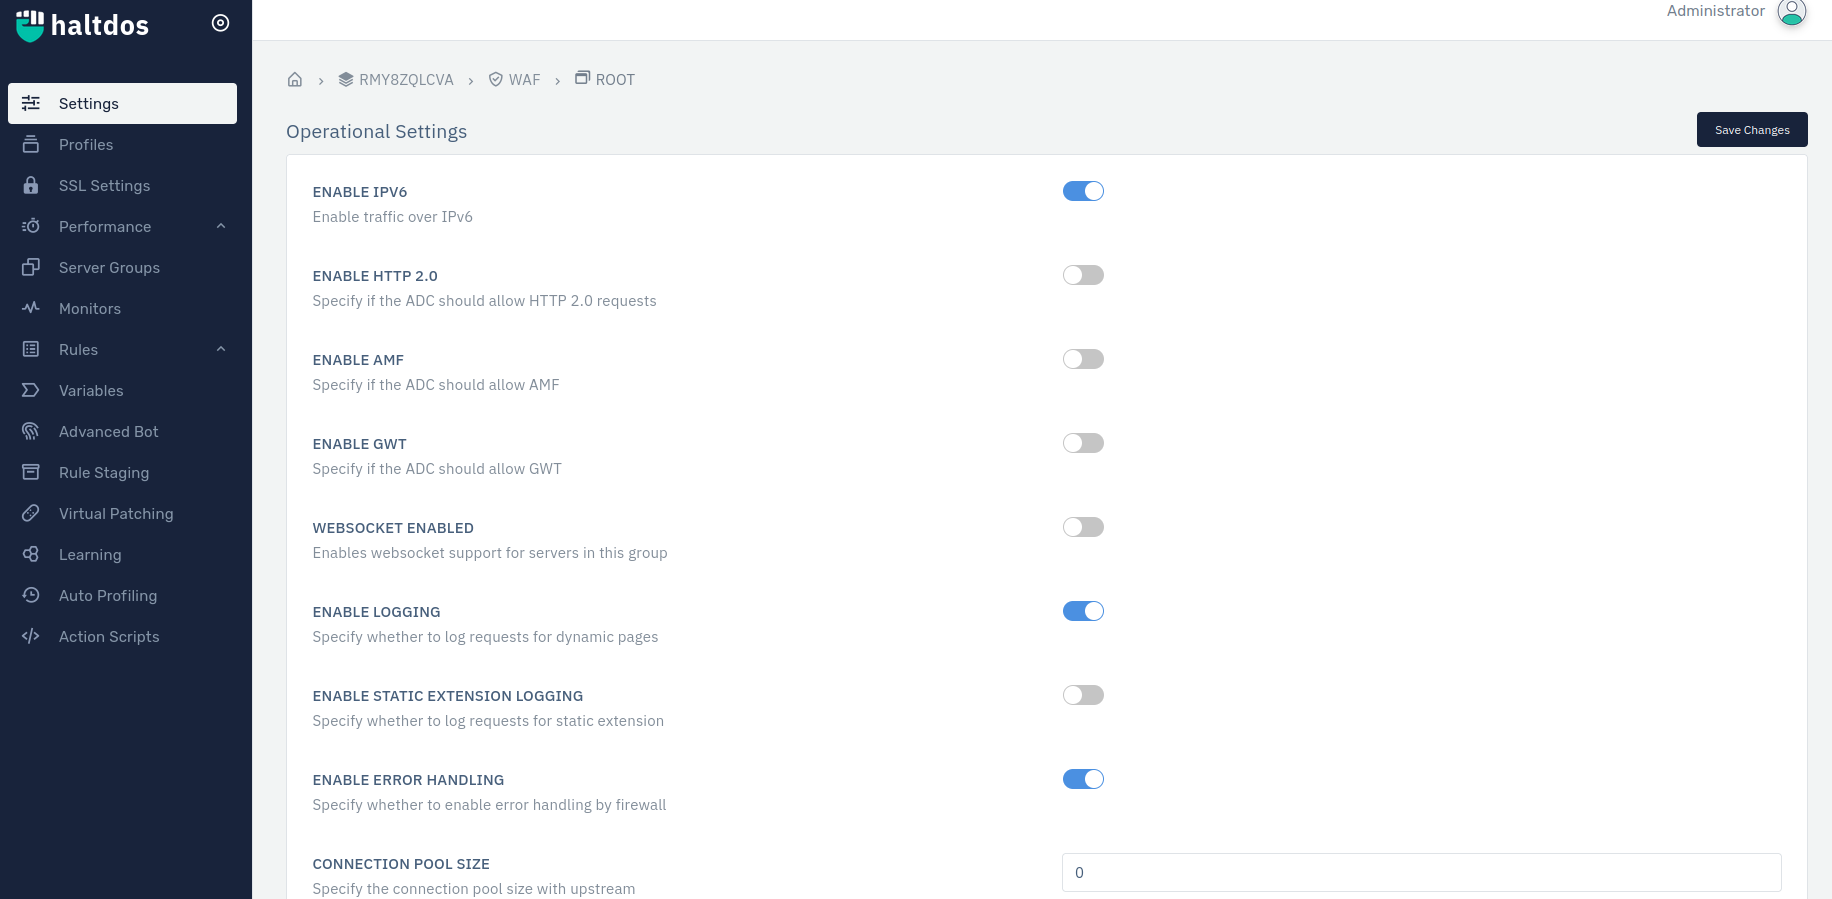 haltdos
Administrator
Settings
Profiles
SSL Settings
Performance
Server Groups
Monitors
Rules
Variables
Advanced Bot
Rule Staging
Virtual Patching
Learning
Auto Profiling
Action Scripts
RMY8ZQLCVA
WAF
ROOT
Operational Settings
Save Changes
ENABLE IPV6
Enable traffic over IPv6
ENABLE HTTP 2.0
Specify if the ADC should allow HTTP 2.0 requests
ENABLE AMF
Specify if the ADC should allow AMF
ENABLE GWT
Specify if the ADC should allow GWT
WEBSOCKET ENABLED
Enables websocket support for servers in this group
ENABLE LOGGING
Specify whether to log requests for dynamic pages
ENABLE STATIC EXTENSION LOGGING
Specify whether to log requests for static extension
ENABLE ERROR HANDLING
Specify whether to enable error handling by firewall
CONNECTION POOL SIZE
Specify the connection pool size with upstream
0